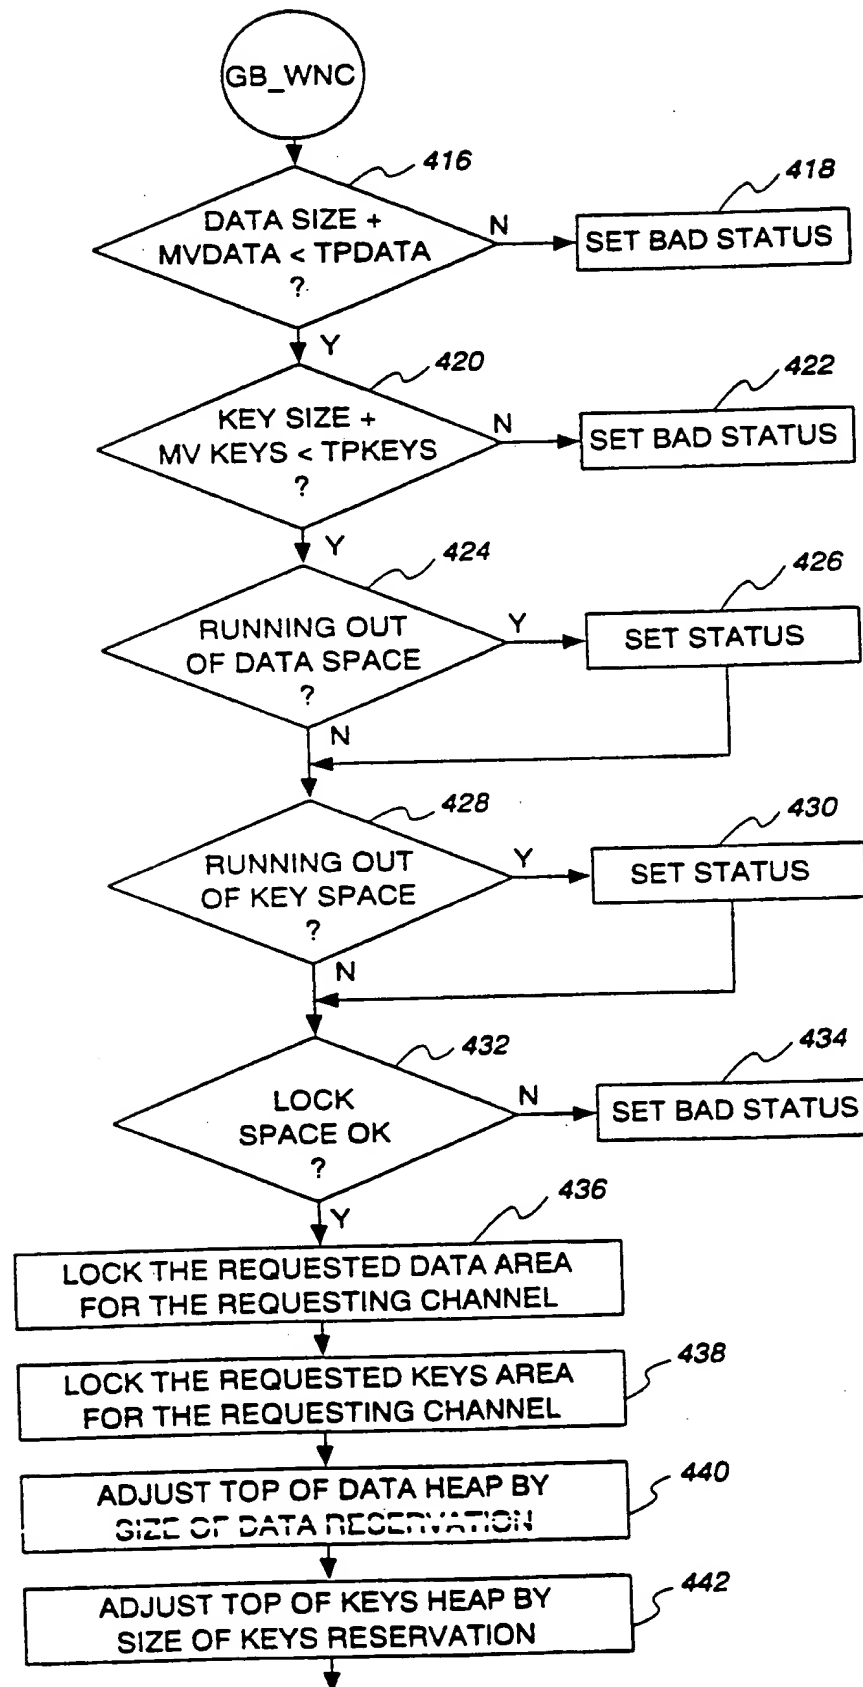 GB_WNC
416
418
DATA SIZE +
MVDATA < TPDATA
?
N
SET BAD STATUS
Y
420
422
KEY SIZE +
MV KEYS < TPKEYS
?
N
SET BAD STATUS
Y
424
426
RUNNING OUT
OF DATA SPACE
?
Y
SET STATUS
N
428
430
RUNNING OUT
OF KEY SPACE
?
Y
SET STATUS
N
432
434
LOCK
SPACE OK
?
N
SET BAD STATUS
Y
436
LOCK THE REQUESTED DATA AREA
FOR THE REQUESTING CHANNEL
438
LOCK THE REQUESTED KEYS AREA
FOR THE REQUESTING CHANNEL
440
ADJUST TOP OF DATA HEAP BY
SIZE OF DATA RESERVATION
442
ADJUST TOP OF KEYS HEAP BY
SIZE OF KEYS RESERVATION